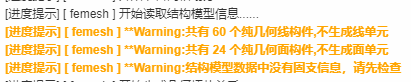 [进度提示] [ femesh ] 开始读取结构模型信息......
[进度提示] [ femesh ] **Warning:共有 60 个纯几何线构件,不生成线单元
[进度提示] [ femesh ] **Warning:共有 24 个纯几何面构件,不生成面单元
[进度提示] [ femesh ] **Warning:结构模型数据中没有固支信息，请先检查